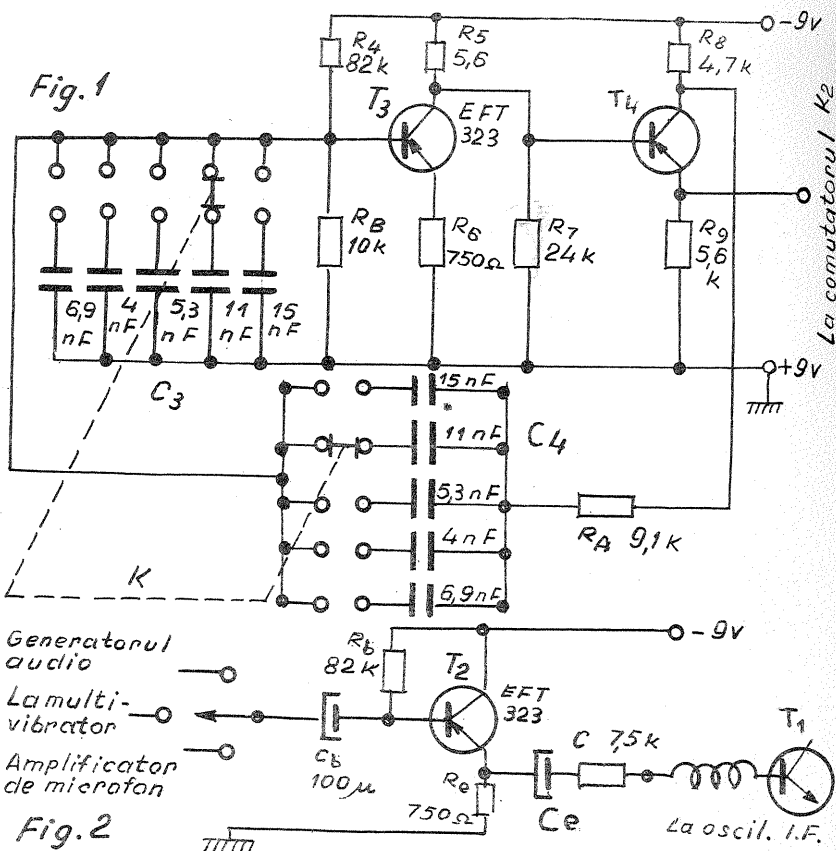 Fig.1
R4
82k
R5
5,6
R8
4,7k
-9v
T3
EFT
323
T4
La comutatorul K2
RB
10k
R6
750Ω
R7
24k
R9
5,6
k
6,9
nF
4
nF
5,3
nF
11
nF
15
nF
+9v
C3
15nF
11nF
C4
5,3nF
4nF
6,9nF
RA 9,1k
K
Generatorul
audio
La multi-
vibrator
Amplificator
de microfon
Fig.2
Rb
82k
T2
EFT
323
-9v
Cb
100µ
Re
750Ω
Ce
C 7,5k
T1
La oscil. I.F.